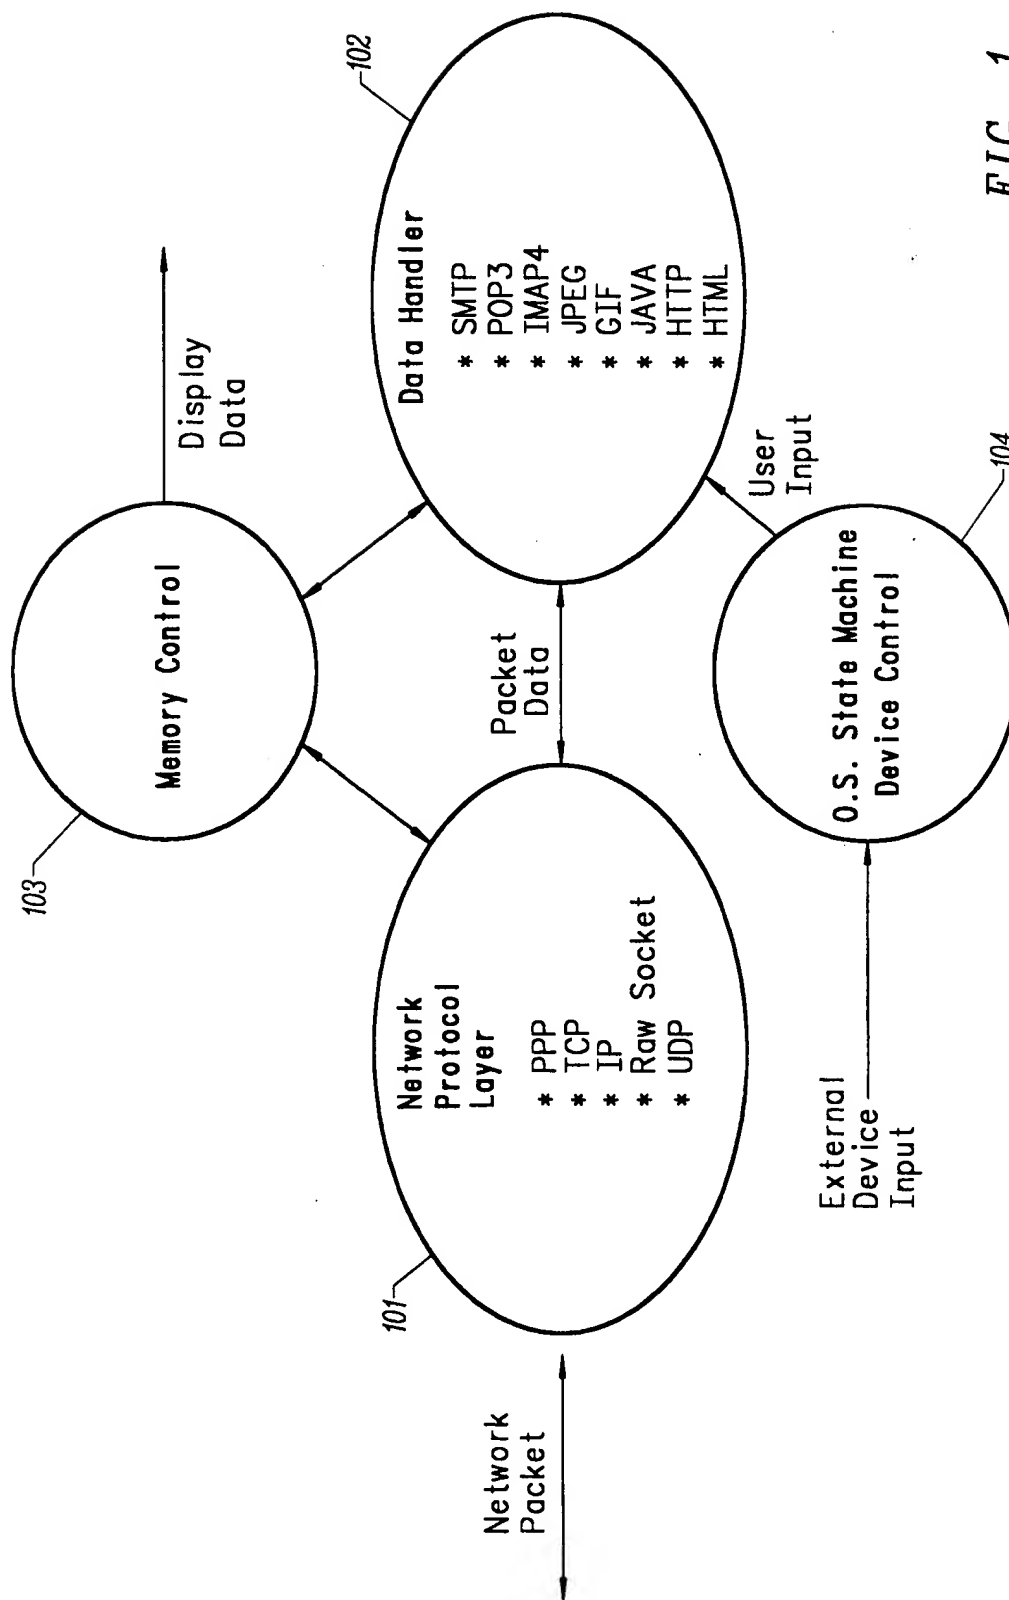 103
Memory Control
Display
Data
102
Network
Protocol
Layer
* PPP
* TCP
* IP
* Raw Socket
* UDP
101
Packet
Data
Data Handler
* SMTP
* POP3
* IMAP4
* JPEG
* GIF
* JAVA
* HTTP
* HTML
Network
Packet
User
Input
External
Device
Input
O.S. State Machine
Device Control
104
FIG. 1